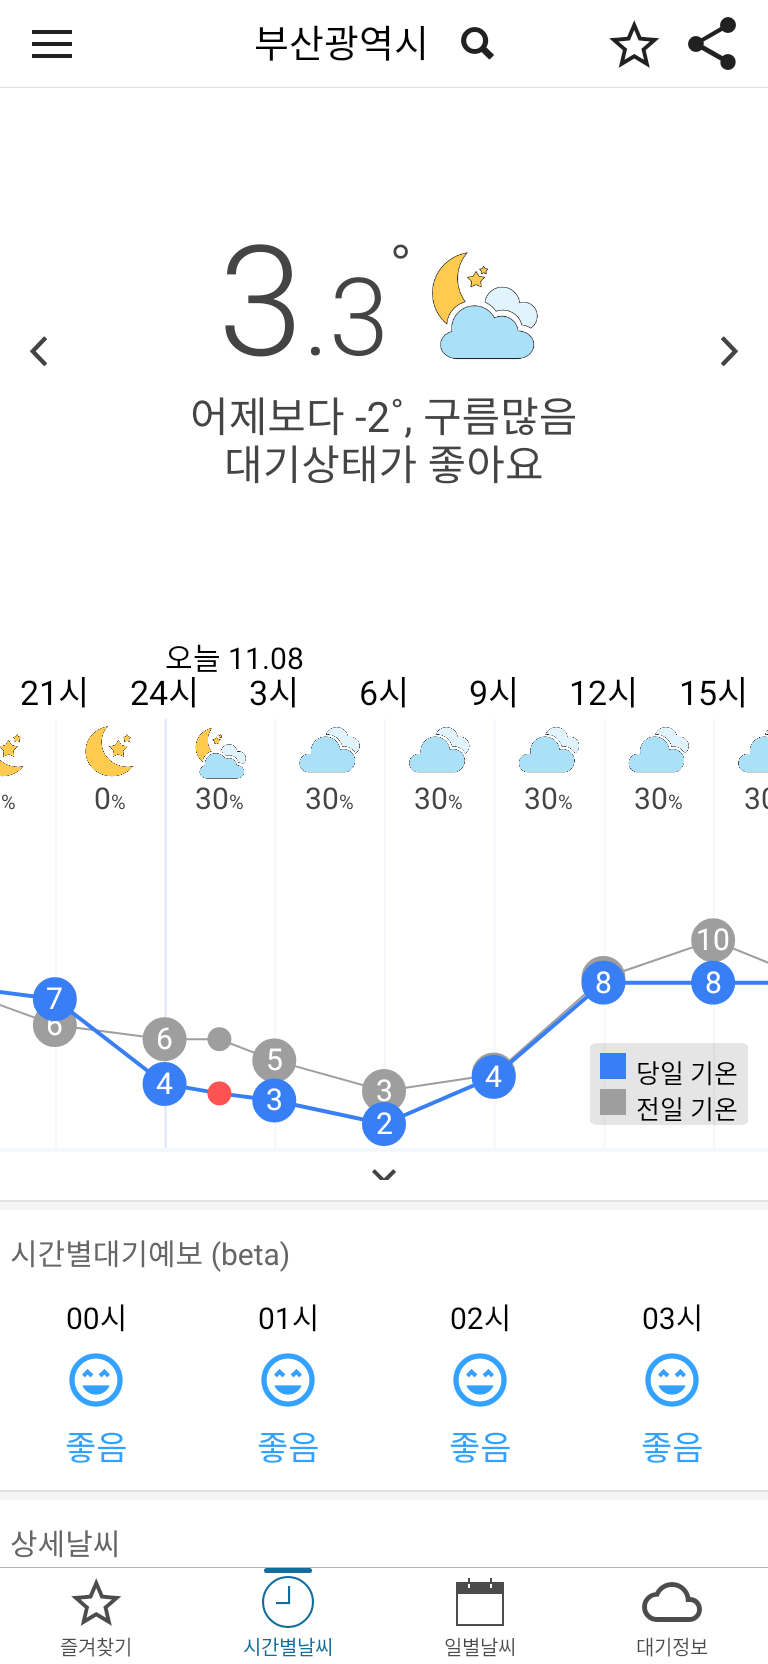 부산광역시
3.3°
어제보다 -2°, 구름많음
대기상태가 좋아요
오늘 11.08
21시 24시 3시 6시 9시 12시 15시
% 0% 30% 30% 30% 30% 30% 30
10
7 6 6 5 3 8 8
4 3 2 4
당일 기온
전일 기온
시간별대기예보 (beta)
00시 01시 02시 03시
좋음 좋음 좋음 좋음
상세날씨
즐겨찾기 시간별날씨 일별날씨 대기정보